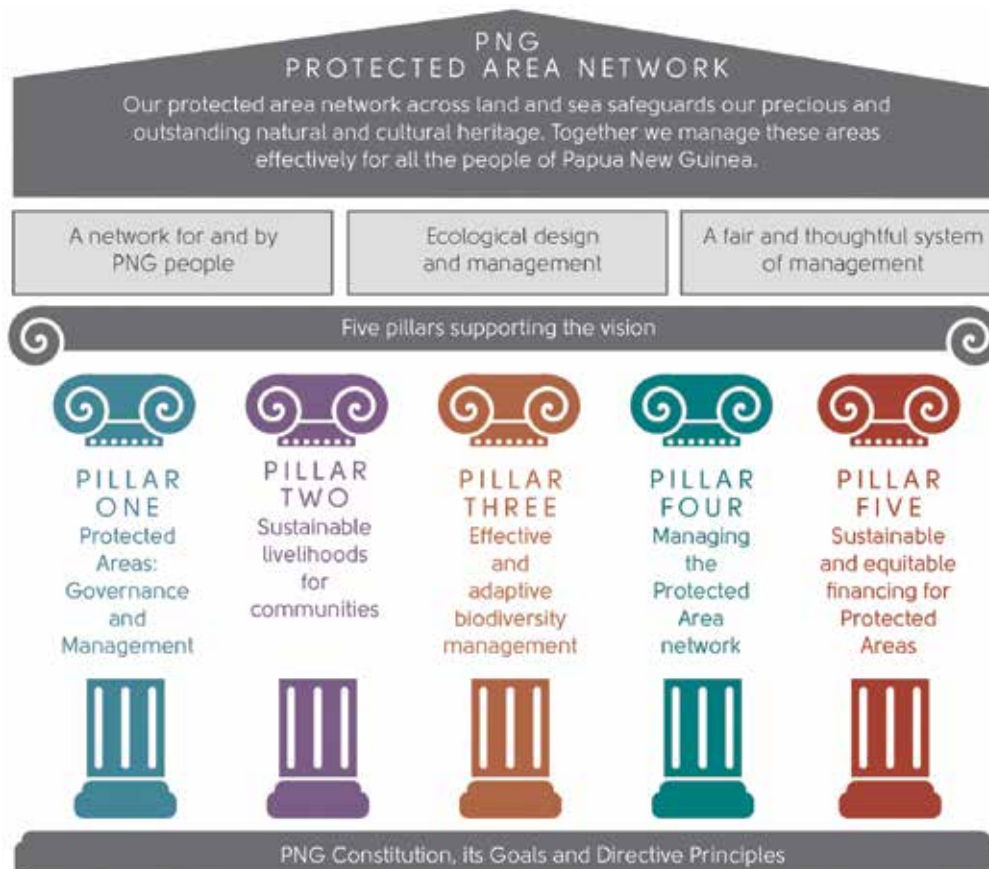 PNG
PROTECTED AREA NETWORK
Our protected area network across land and sea safeguards our precious and
outstanding natural and cultural heritage. Together we manage these areas
effectively for all the people of Papua New Guinea.
A network for and by
PNG people
Ecological design
and management
A fair and thoughtful system
of management
Five pillars supporting the vision
PILLAR
ONE
Protected
Areas:
Governance
and
Management
PILLAR
TWO
Sustainable
livelihoods
for
communities
PILLAR
THREE
Effective
and
adaptive
biodiversity
management
PILLAR
FOUR
Managing
the
Protected
Area
network
PILLAR
FIVE
Sustainable
and equitable
financing for
Protected
Areas
PNG Constitution, its Goals and Directive Principles